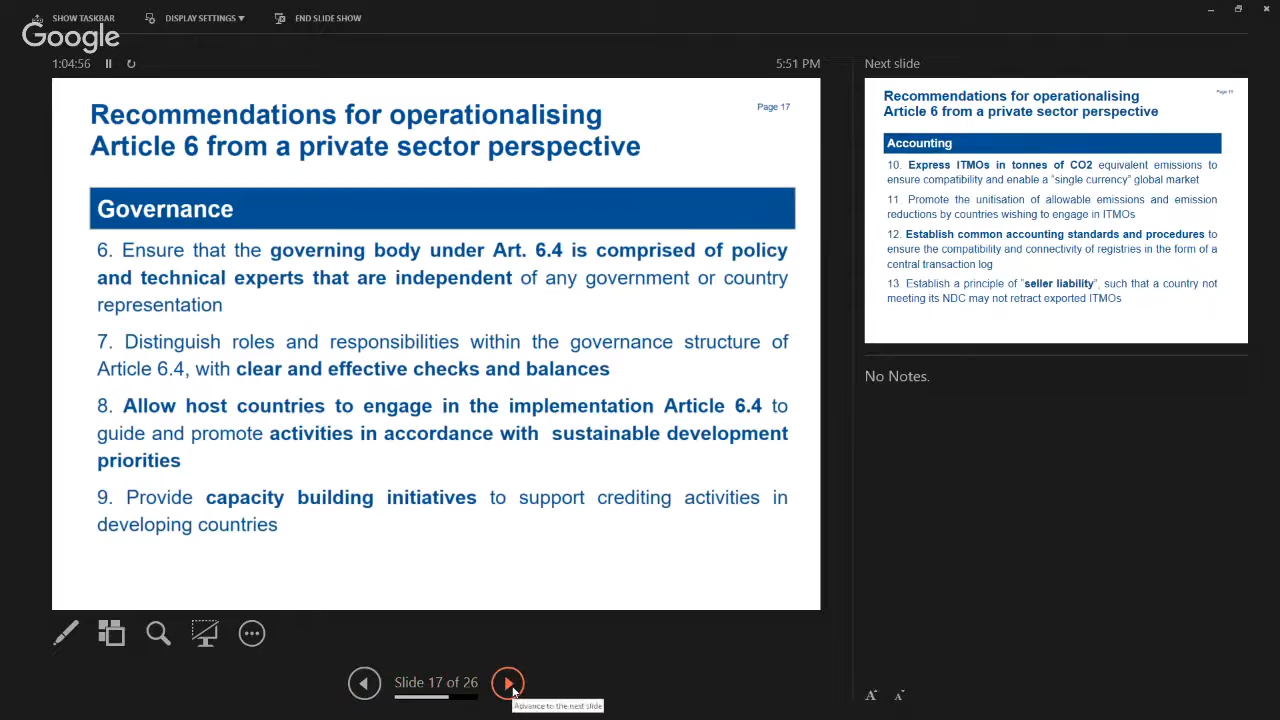 SHOW TASKBAR
DISPLAY SETTINGS ▼
END SLIDE SHOW
Google
1:04:56
5:51 PM
Recommendations for operationalising
Article 6 from a private sector perspective
Page 17
Governance
6. Ensure that the governing body under Art. 6.4 is comprised of policy
and technical experts that are independent of any government or country
representation
7. Distinguish roles and responsibilities within the governance structure of
Article 6.4, with clear and effective checks and balances
8. Allow host countries to engage in the implementation Article 6.4 to
guide and promote activities in accordance with sustainable development
priorities
9. Provide capacity building initiatives to support crediting activities in
developing countries
Slide 17 of 26
Advance to the next slide
Next slide
Recommendations for operationalising
Article 6 from a private sector perspective
Accounting
10. Express ITMOs in tonnes of CO2 equivalent emissions to
ensure compatibility and enable a "single currency" global market
11 Promote the unitisation of allowable emissions and emission
reductions by countries wishing to engage in ITMOs
12. Establish common accounting standards and procedures to
ensure the compatibility and connectivity of registries in the form of a
central transaction log
13 Establish a principle of "seller liability", such that a country not
meeting its NDC may not retract exported ITMOs
No Notes.
A A